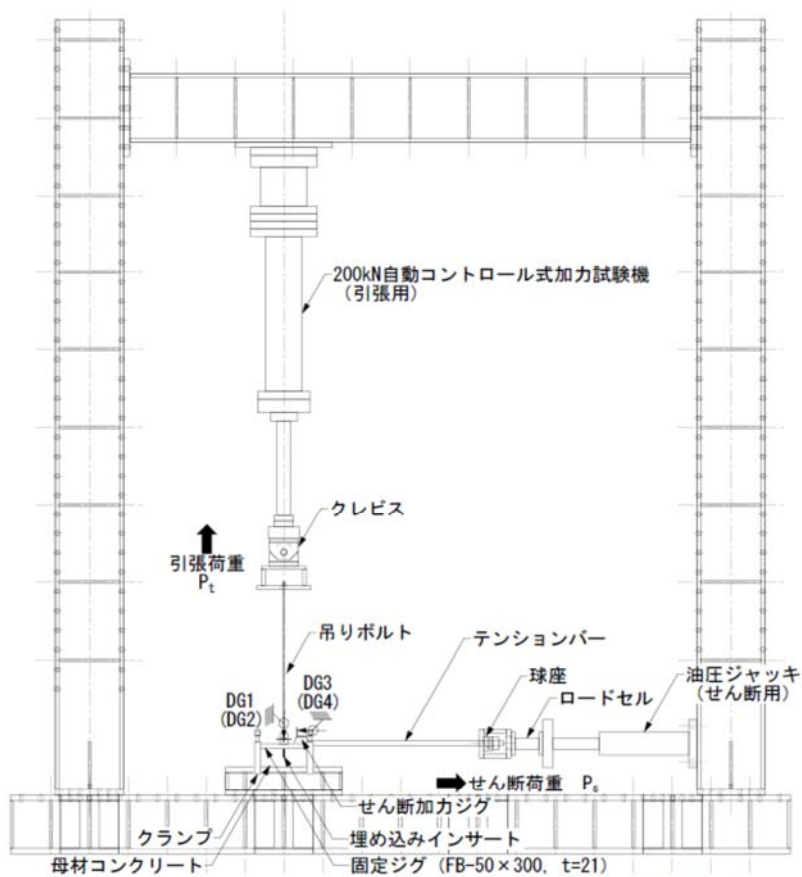 200kN自動コントロール式加力試験機
(引張用)
クレビス
引張荷重
Pt
吊りボルト
テンションバー
球座
ロードセル
油圧ジャッキ
(せん断用)
DG1
(DG2)
DG3
(DG4)
せん断荷重 Ps
せん断加力ジグ
クランプ
埋め込みインサート
母材コンクリート
固定ジグ (FB-50×300, t=21)